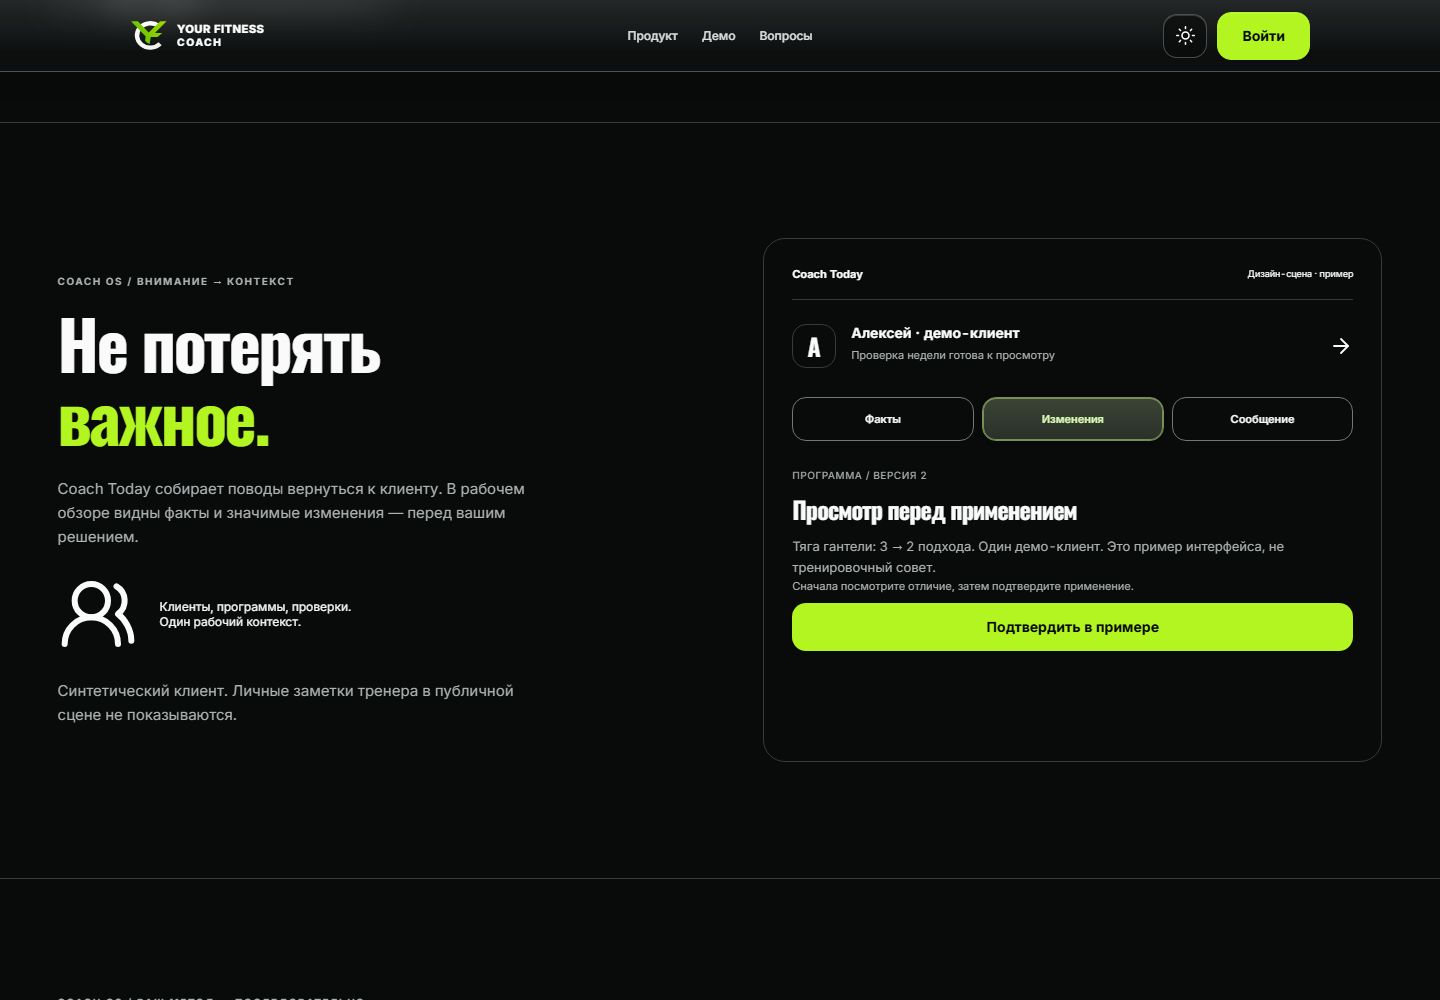 YOUR FITNESS
COACH
Продукт
Демо
Вопросы
Войти
COACH OS / ВНИМАНИЕ → КОНТЕКСТ
Не потерять
важное.
Coach Today собирает поводы вернуться к клиенту. В рабочем
обзоре видны факты и значимые изменения — перед вашим
решением.
Клиенты, программы, проверки.
Один рабочий контекст.
Синтетический клиент. Личные заметки тренера в публичной
сцене не показываются.
Coach Today
Дизайн-сцена · пример
А
Алексей · демо-клиент
Проверка недели готова к просмотру
Факты
Изменения
Сообщение
ПРОГРАММА / ВЕРСИЯ 2
Просмотр перед применением
Тяга гантели: 3 → 2 подхода. Один демо-клиент. Это пример интерфейса, не
тренировочный совет.
Сначала посмотрите отличие, затем подтвердите применение.
Подтвердить в примере